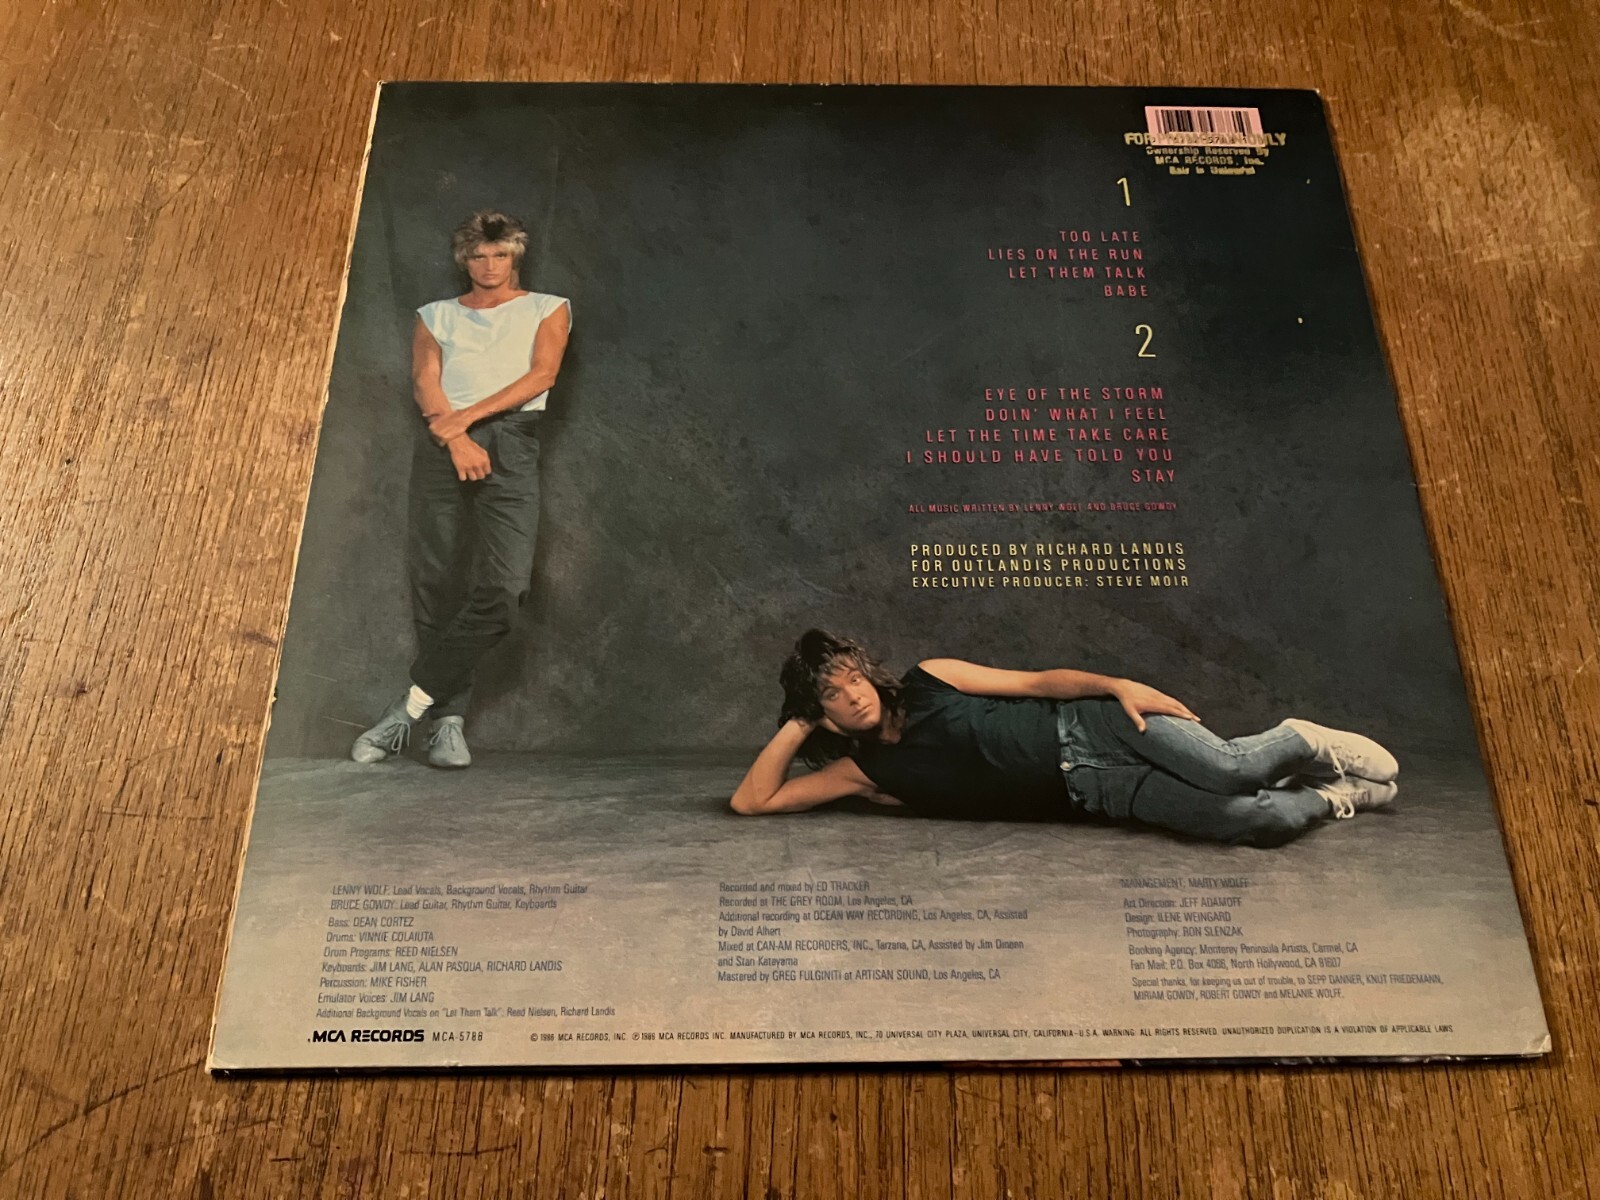 FOR PROMOTION ONLY
Ownership Reserved By
MCA RECORDS, Inc.
Sale is Unlawful
1
TOO LATE
LIES ON THE RUN
LET THEM TALK
BABE
2
EYE OF THE STORM
DOIN' WHAT I FEEL
LET THE TIME TAKE CARE
I SHOULD HAVE TOLD YOU
STAY
ALL MUSIC WRITTEN BY LENNY WOLF AND BRUCE GOWDY
PRODUCED BY RICHARD LANDIS
FOR OUTLANDIS PRODUCTIONS
EXECUTIVE PRODUCER: STEVE MOIR
LENNY WOLF: Lead Vocals, Background Vocals, Rhythm Guitar
BRUCE GOWDY: Lead Guitar, Rhythm Guitar, Keyboards
Bass: DEAN CORTEZ
Drums: VINNIE COLAIUTA
Drum Programs: REED NIELSEN
Keyboards: JIM LANG, ALAN PASQUA, RICHARD LANDIS
Percussion: MIKE FISHER
Emulator Voices: JIM LANG
Additional Background Vocals on "Let Them Talk": Reed Nielsen, Richard Landis
Recorded and mixed by ED TRACKER
Recorded at THE GREY ROOM, Los Angeles, CA
Additional recording at OCEAN WAY RECORDING, Los Angeles, CA, Assisted
by David Ahert
Mixed at CAN-AM RECORDERS, INC., Tarzana, CA, Assisted by Jim Dineen
and Stan Katayama
Mastered by GREG FULGINITI at ARTISAN SOUND, Los Angeles, CA
MANAGEMENT: MARTY WOLFF
Art Direction: JEFF ADAMOFF
Design: ILENE WEINGARD
Photography: RON SLENZAK
Booking Agency: Monterey Peninsula Artists, Carmel, CA
Fan Mail: P.O. Box 4056, North Hollywood, CA 91607
Special thanks, for keeping us out of trouble, to SEPP DANNER, KNUT FRIEDEMANN,
MIRIAM GOWDY, ROBERT GOWDY and MELANIE WOLFF.
MCA RECORDS MCA-5788
© 1986 MCA RECORDS, INC. ℗ 1986 MCA RECORDS INC. MANUFACTURED BY MCA RECORDS, INC., 70 UNIVERSAL CITY PLAZA, UNIVERSAL CITY, CALIFORNIA-U.S.A. WARNING: ALL RIGHTS RESERVED. UNAUTHORIZED DUPLICATION IS A VIOLATION OF APPLICABLE LAWS